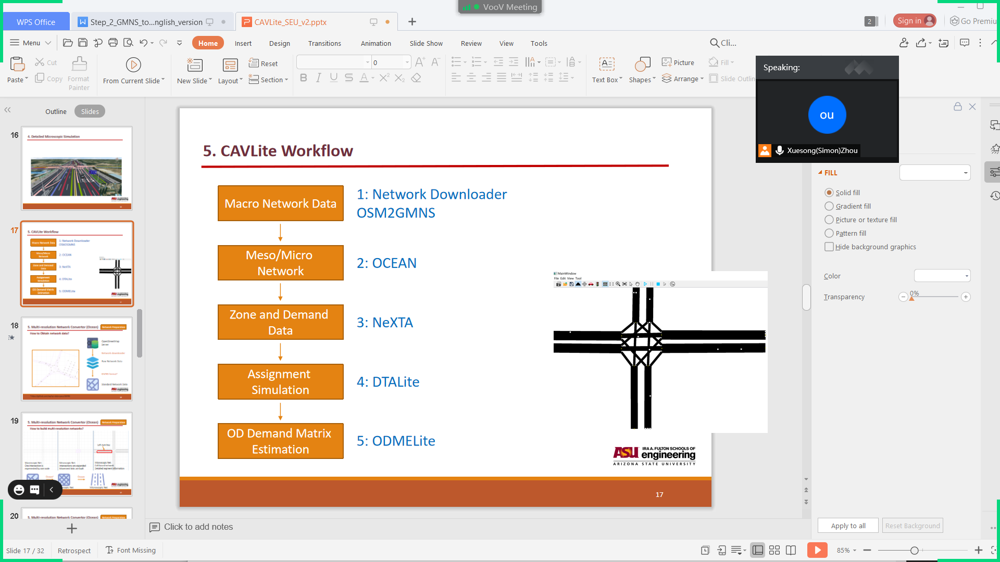 VooV Meeting
WPS Office
Step_2_GMNS_to...nglish_version
CAVLite_SEU_v2.pptx
2
Sign in
Go Premiu
Menu
Home
Insert
Design
Transitions
Animation
Slide Show
Review
View
Tools
Cli...
Paste
Cut
Copy
Format
Painter
From Current Slide
New Slide
Layout
Reset
Section
0
Text Box
Shapes
Picture
Arrange
Fill
Slide Outlin
Speaking:
ou
Xuesong(Simon)Zhou
Outline
Slides
16
4. Detailed Microscopic Simulation
17
5. CAVLite Workflow
Macro Network Data
1: Network Downloader
OSM2GMNS
Meso/Micro
Network
2: OCEAN
Zone and Demand
Data
3: NeXTA
Assignment
Simulation
4: DTALite
OD Demand Matrix
Estimation
5: ODMELite
18
5. Multi-resolution Network Convertor (Ocean)
Network Preparation
How to Obtain network data?
OpenStreetMap
Server
Network downloader
Raw Network Data
Standard Network Data
19
5. Multi-resolution Network Convertor (Ocean)
Network Preparation
How to build multi-resolution networks?
20
5. Multi-resolution Network Convertor (Ocean)
Network Preparation
5. CAVLite Workflow
Macro Network Data
1: Network Downloader
OSM2GMNS
Meso/Micro
Network
2: OCEAN
Zone and Demand
Data
3: NeXTA
Assignment
Simulation
4: DTALite
OD Demand Matrix
Estimation
5: ODMELite
MainWindow
File Edit View Tool
ASU
IRA A. FULTON SCHOOLS OF
engineering
ARIZONA STATE UNIVERSITY
17
FILL
Solid fill
Gradient fill
Picture or texture fill
Pattern fill
Hide background graphics
Color
Transparency
0%
Apply to all
Reset Background
Click to add notes
Slide 17 / 32
Retrospect
Font Missing
85%